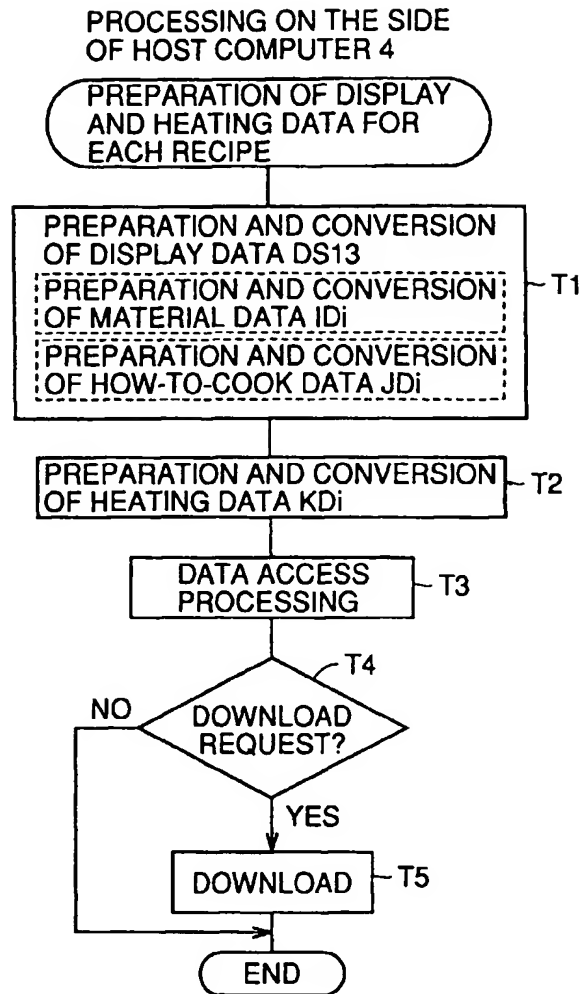 PROCESSING ON THE SIDE
OF HOST COMPUTER 4
PREPARATION OF DISPLAY
AND HEATING DATA FOR
EACH RECIPE
PREPARATION AND CONVERSION
OF DISPLAY DATA DS13
PREPARATION AND CONVERSION
OF MATERIAL DATA IDi
PREPARATION AND CONVERSION
OF HOW-TO-COOK DATA JDi
T1
PREPARATION AND CONVERSION
OF HEATING DATA KDi
T2
DATA ACCESS
PROCESSING
T3
T4
NO
DOWNLOAD
REQUEST?
YES
DOWNLOAD
T5
END